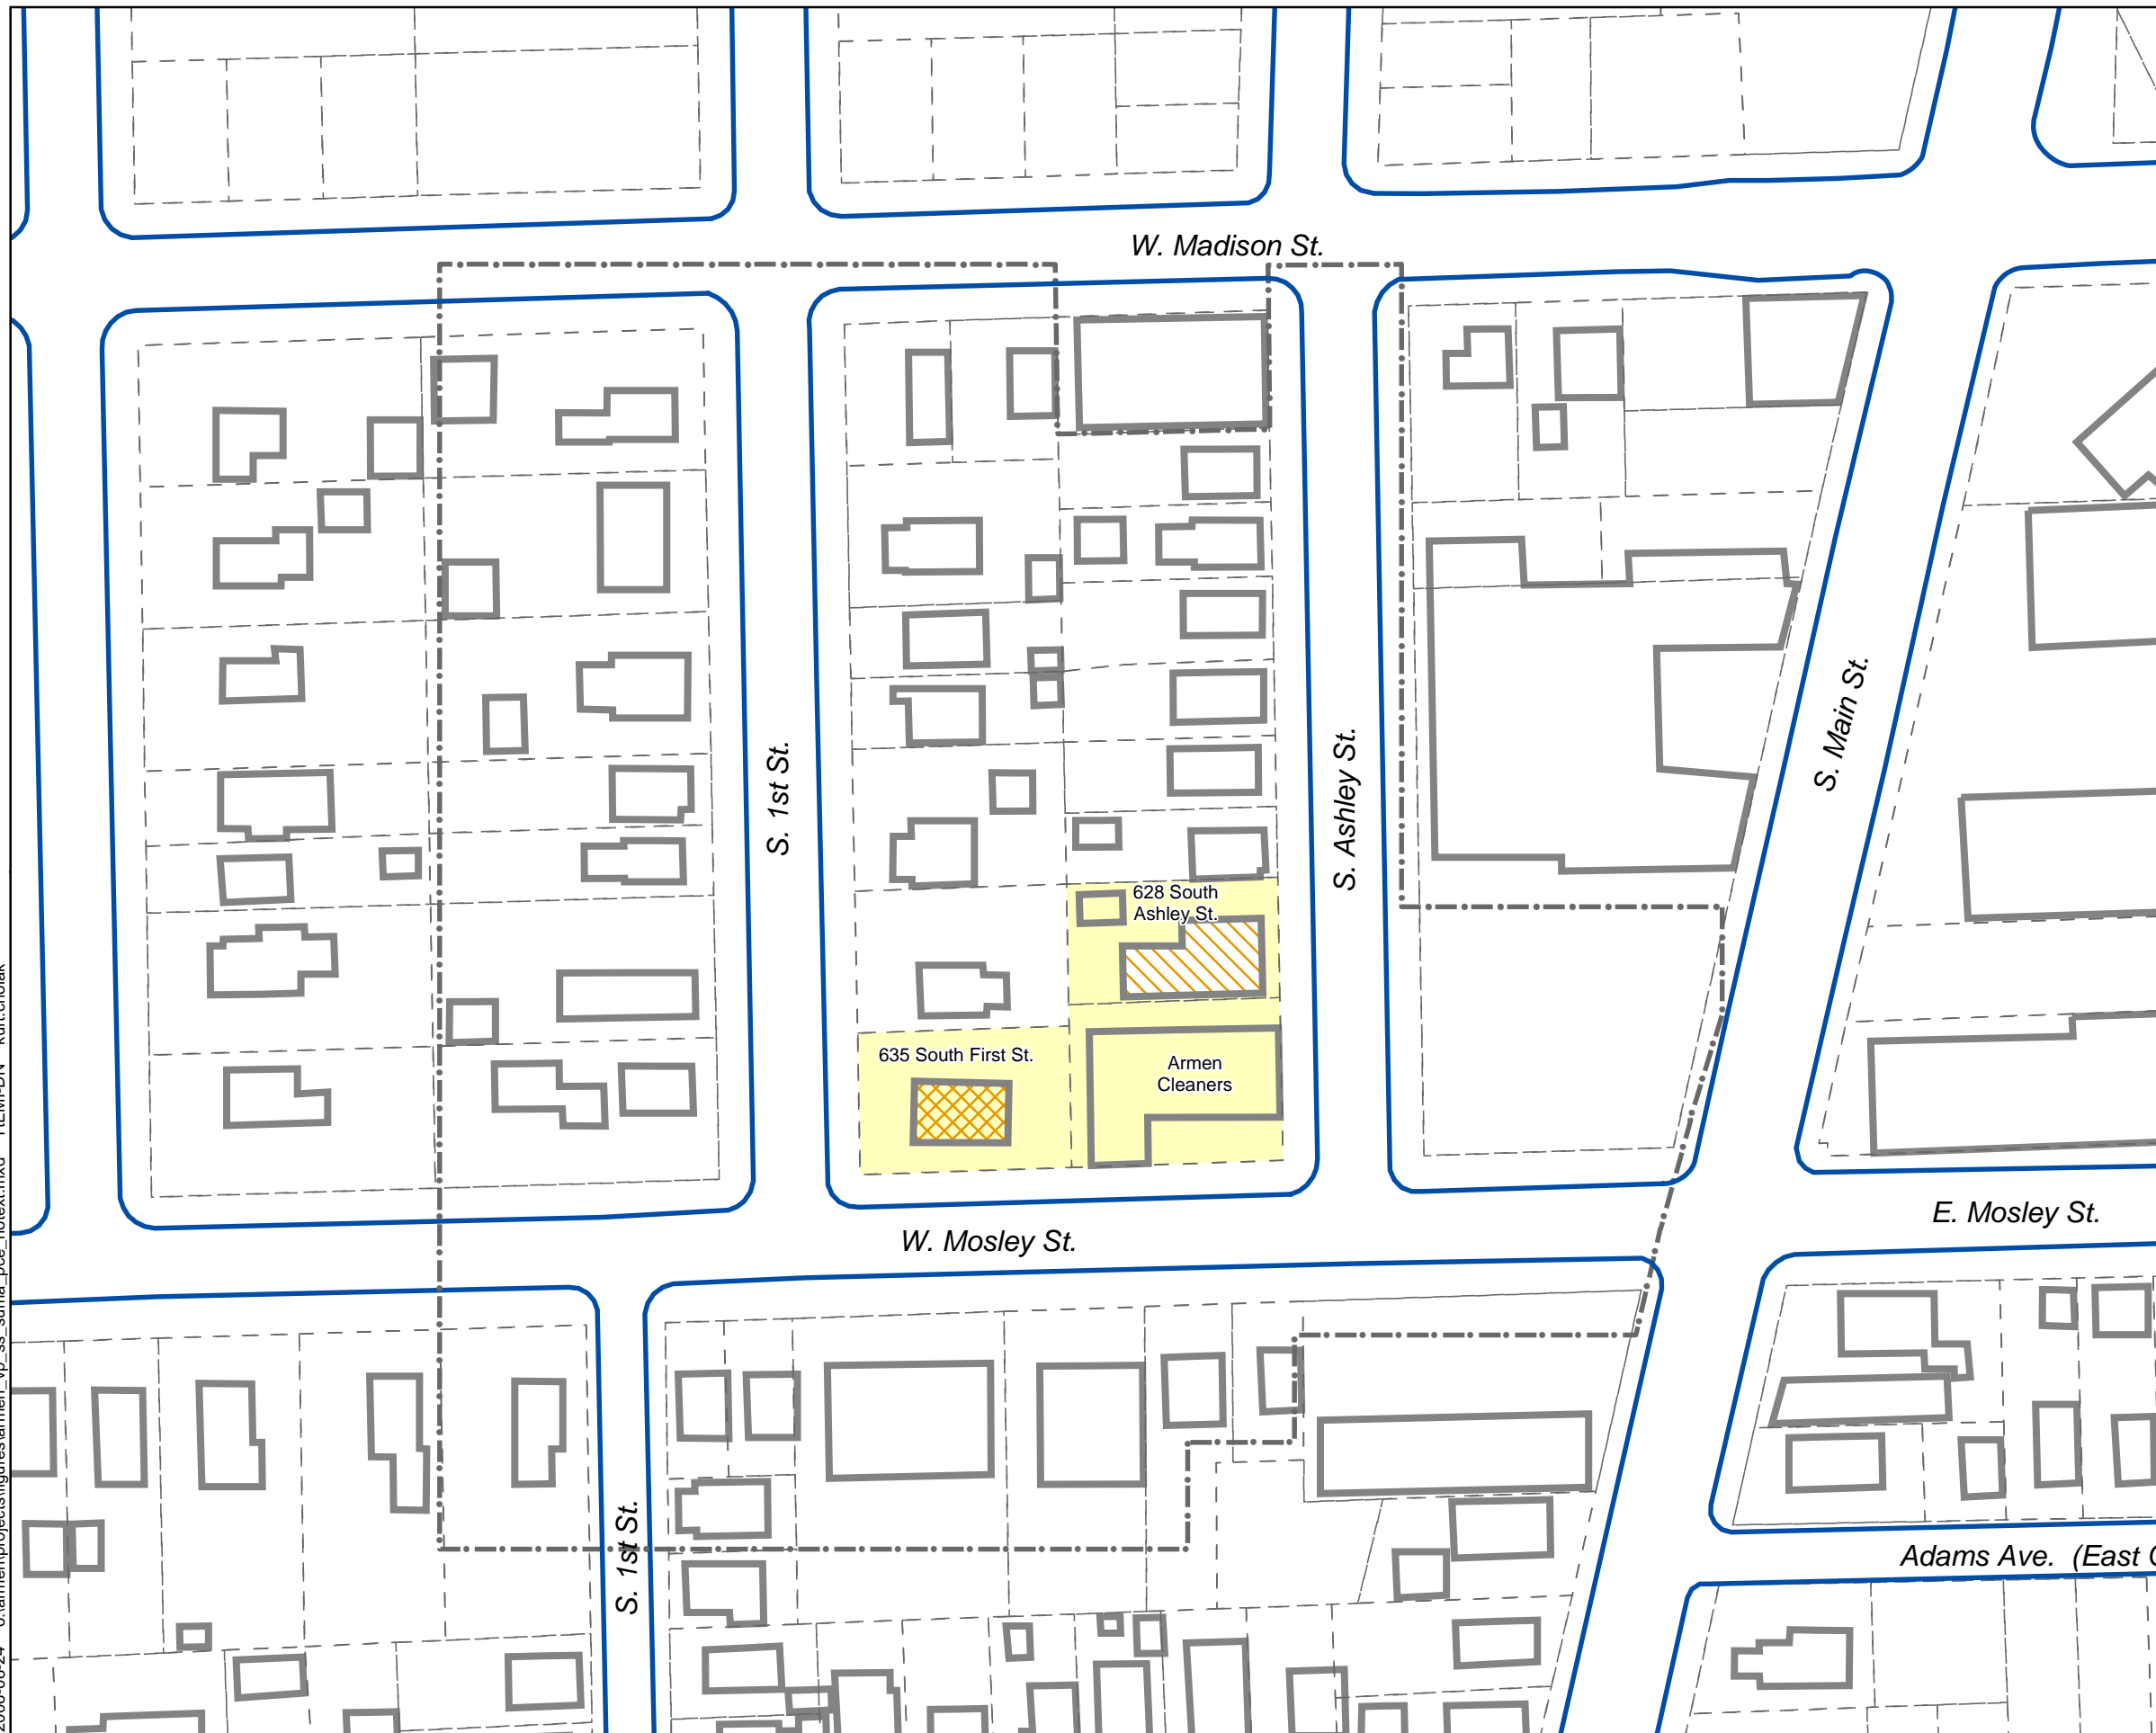 W. Madison St.
S. 1st St.
S. Ashley St.
S. Main St.
628 South
Ashley St.
635 South First St.
Armen
Cleaners
W. Mosley St.
E. Mosley St.
S. 1st St.
Adams Ave. (East